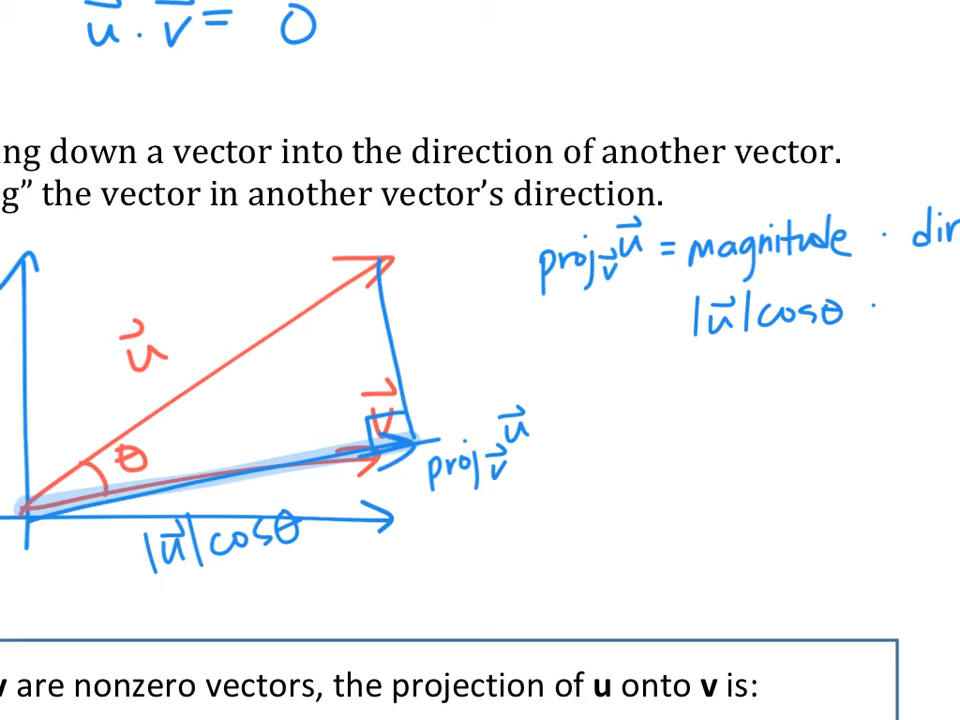 u⃗ · v⃗ = 0
ng down a vector into the direction of another vector.
g” the vector in another vector’s direction.
proj_v⃗ u⃗ = magnitude · dir
|u⃗|cosθ ·
u⃗
v⃗
θ
proj_v⃗ u⃗
|u⃗|cosθ
v are nonzero vectors, the projection of u onto v is: